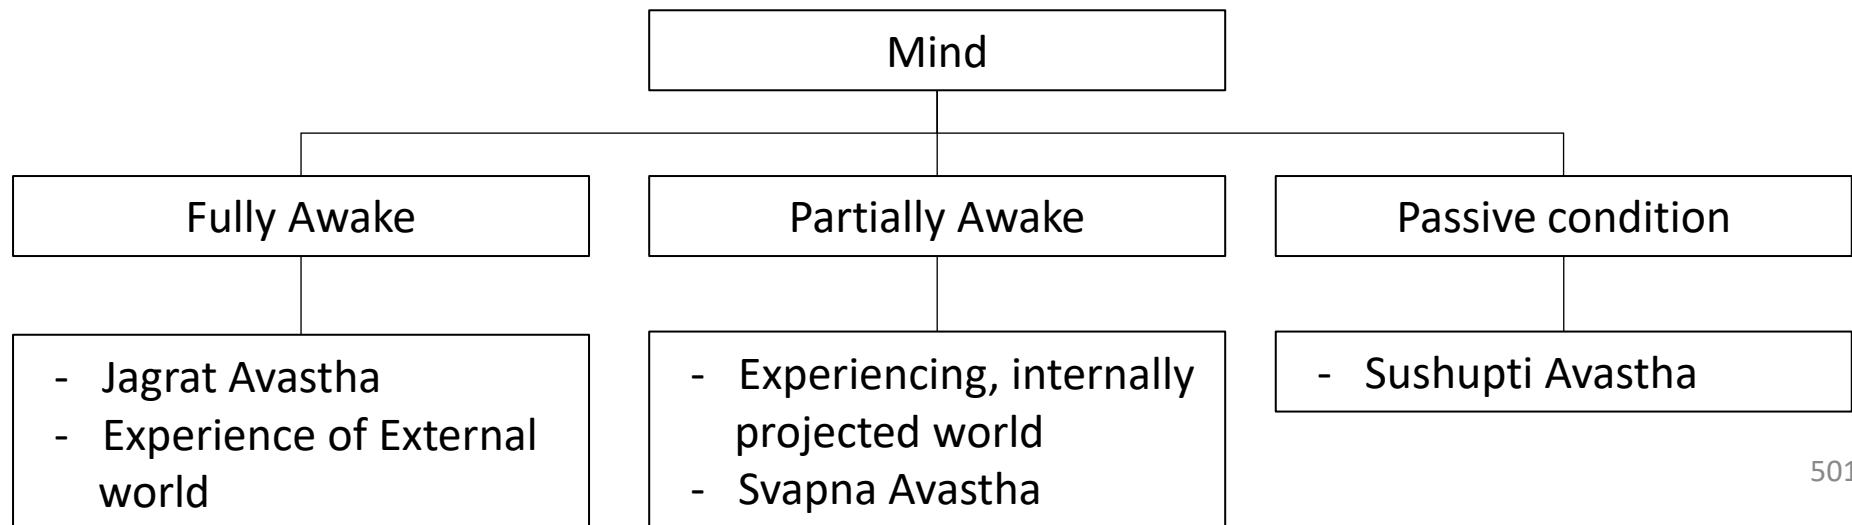 Mind
Fully Awake
Partially Awake
Passive condition
- Jagrat Avastha
- Experience of External
world
- Experiencing, internally
projected world
- Svapna Avastha
- Sushupti Avastha
501